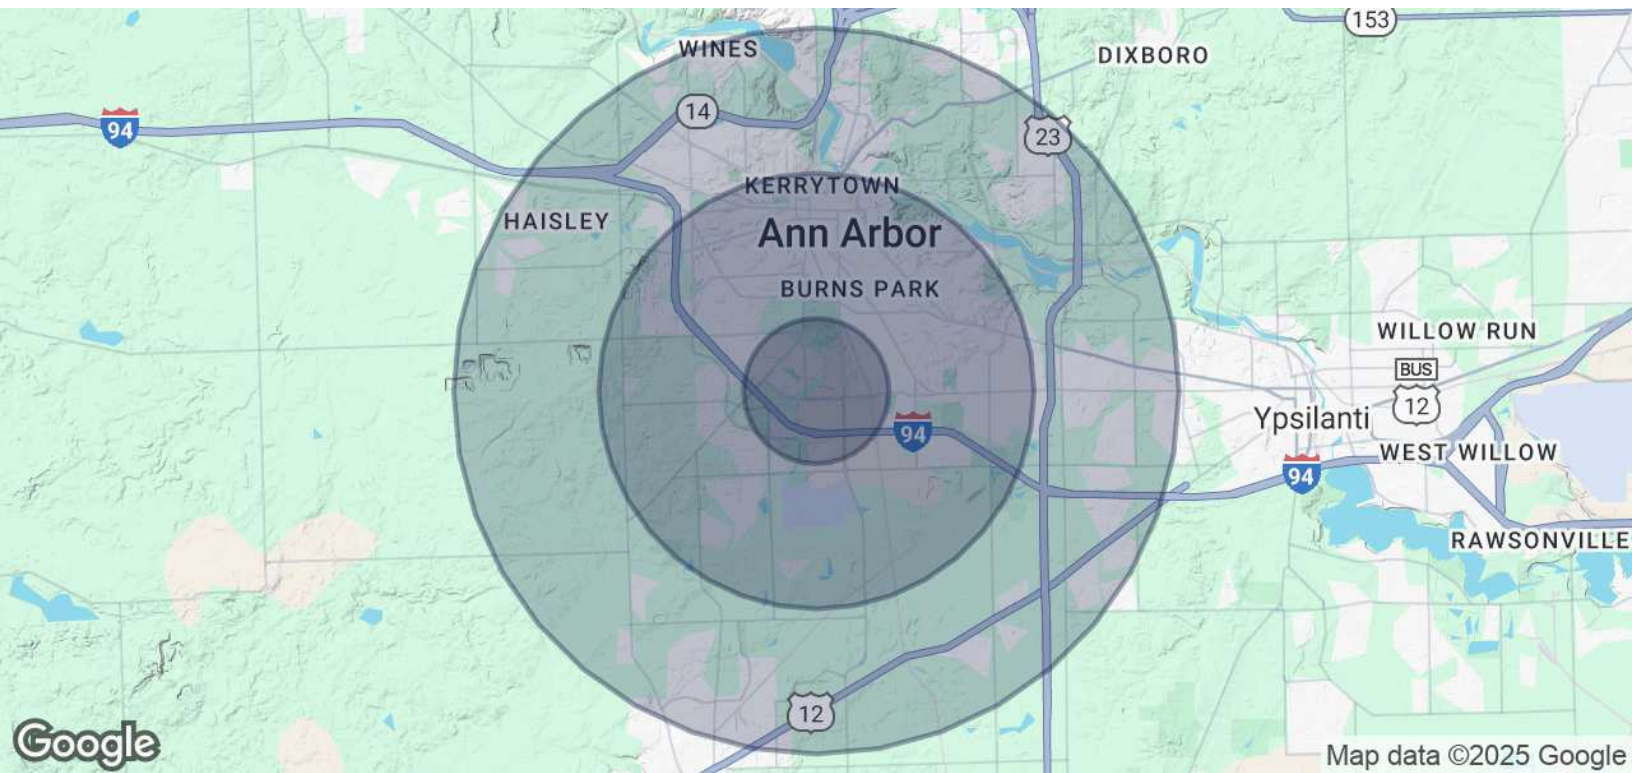 153
WINES
DIXBORO
14
94
23
KERRYTOWN
HAISLEY
Ann Arbor
BURNS PARK
WILLOW RUN
BUS
12
Ypsilanti
94
WEST WILLOW
94
RAWSONVILLE
12
Google
Map data ©2025 Google